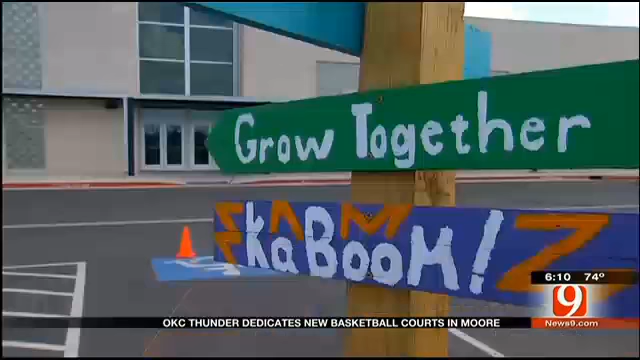 Grow Together
KaBOOM!
6:10 74°
9
OKC THUNDER DEDICATES NEW BASKETBALL COURTS IN MOORE
News9.com